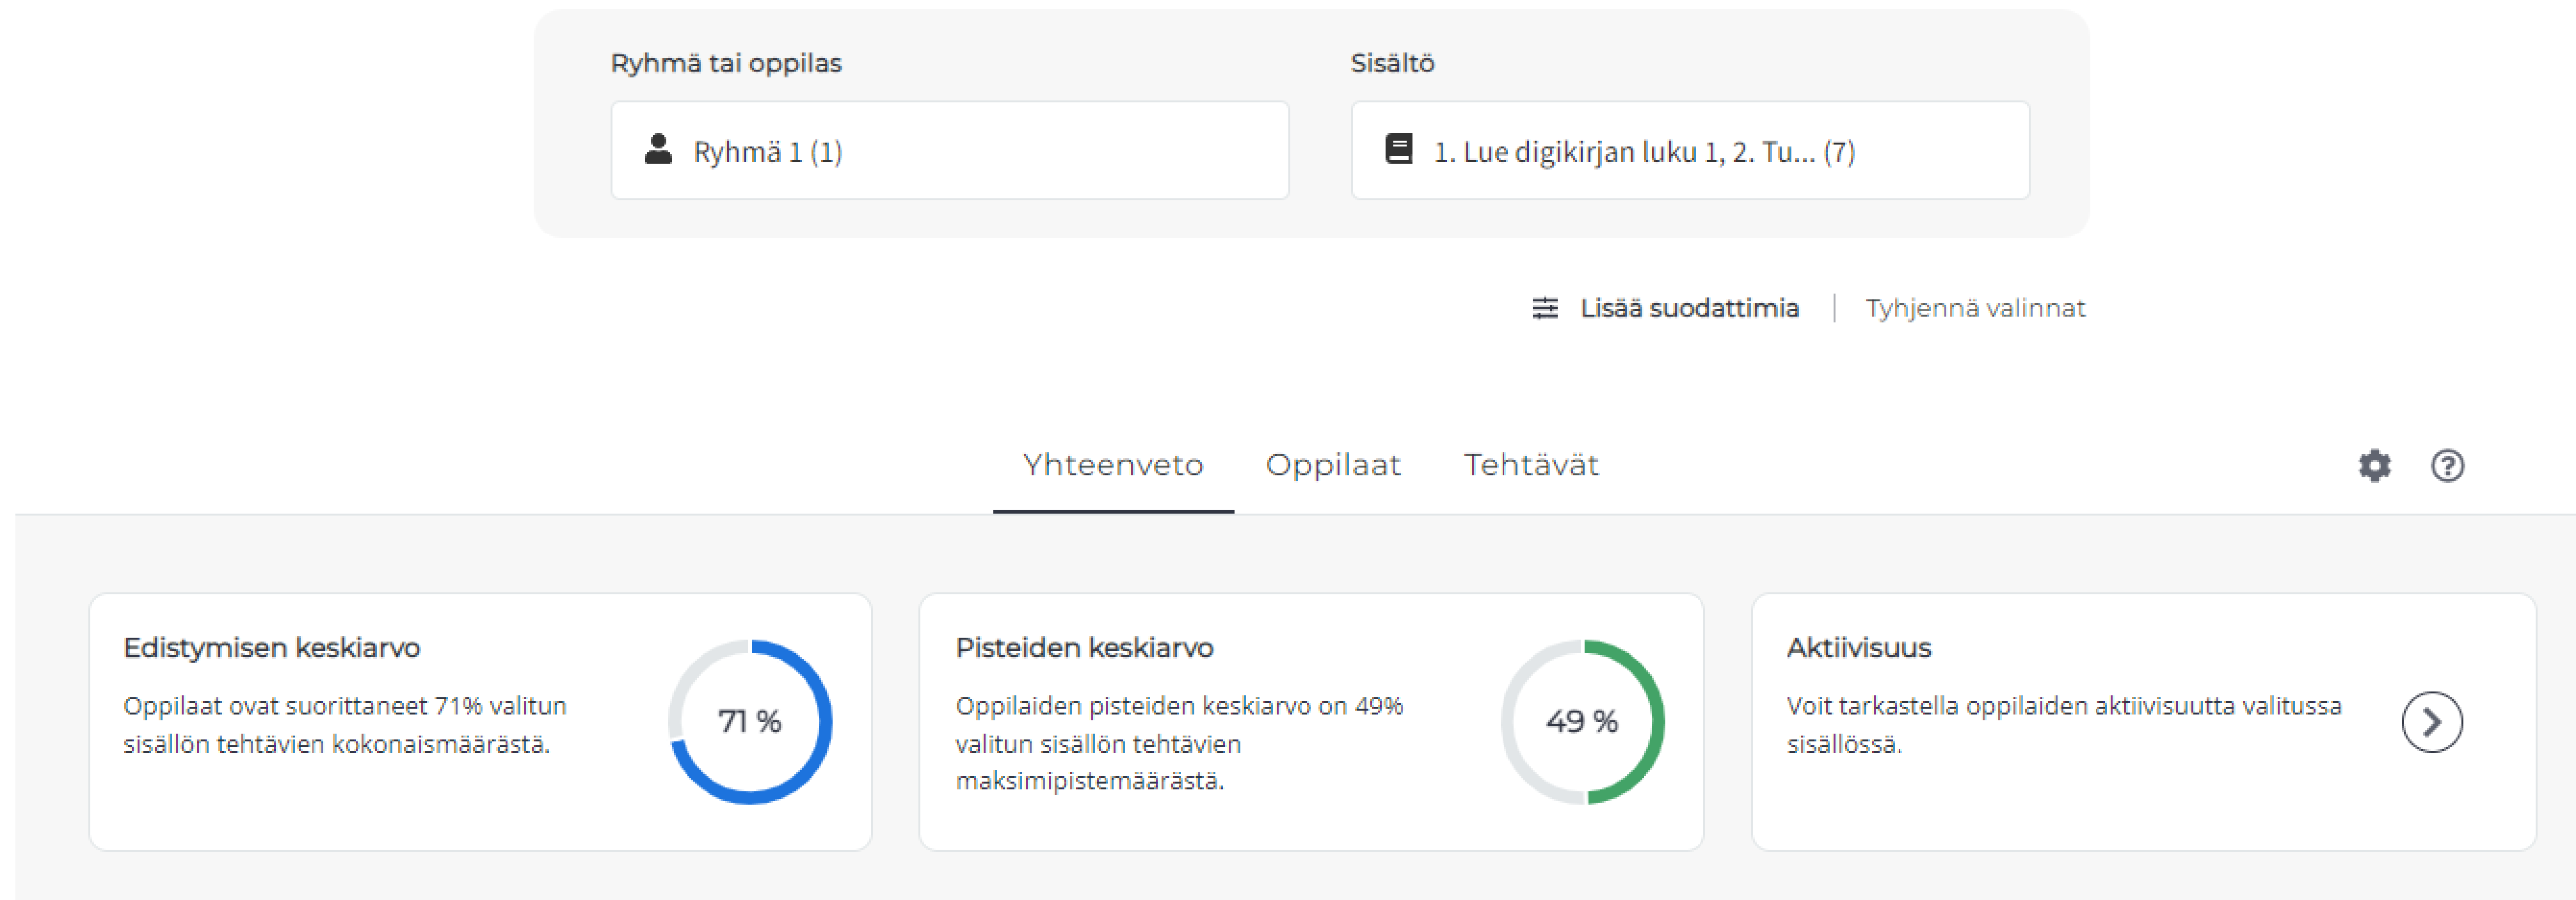 Ryhmä tai oppilas
Sisältö
Ryhmä 1 (1)
1. Lue digikirjan luku 1, 2. Tu... (7)
Lisää suodattimia
Tyhjennä valinnat
Yhteenveto
Oppilaat
Tehtävät
?
Edistymisen keskiarvo
Oppilaat ovat suorittaneet 71% valitun
sisällön tehtävien kokonaismäärästä.
71 %
Pisteiden keskiarvo
Oppilaiden pisteiden keskiarvo on 49%
valitun sisällön tehtävien
maksimipistemäärästä.
49 %
Aktiivisuus
Voit tarkastella oppilaiden aktiivisuutta valitussa
sisällössä.